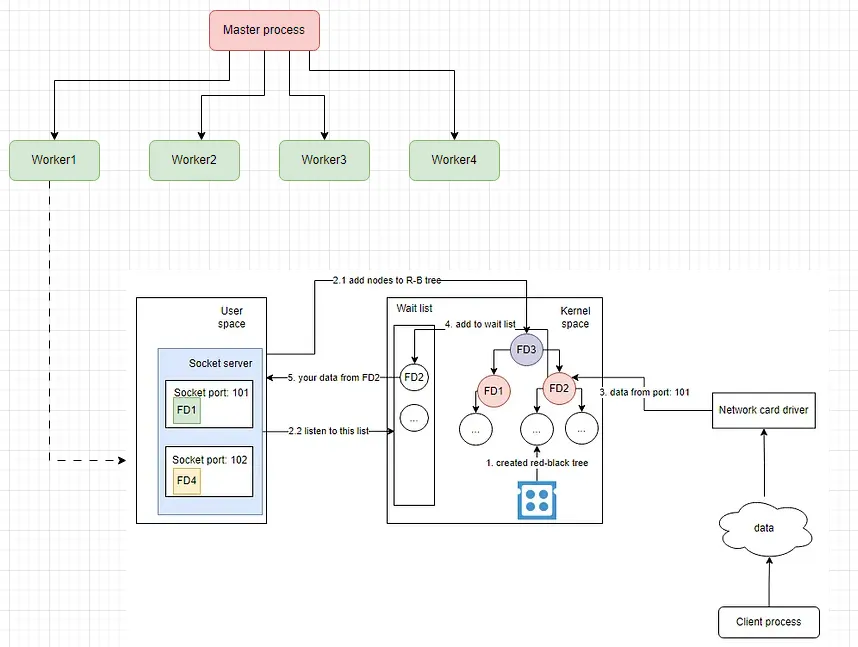 Master process
Worker1
Worker2
Worker3
Worker4
2.1 add nodes to R-B tree
User
space
Wait list
Kernel
space
4. add to wait list
Socket server
FD3
5. your data from FD2
FD2
FD1
FD2
3. data from port: 101
Socket port: 101
FD1
Network card driver
...
...
...
...
2.2 listen to this list
Socket port: 102
FD4
1. created red-black tree
data
Client process